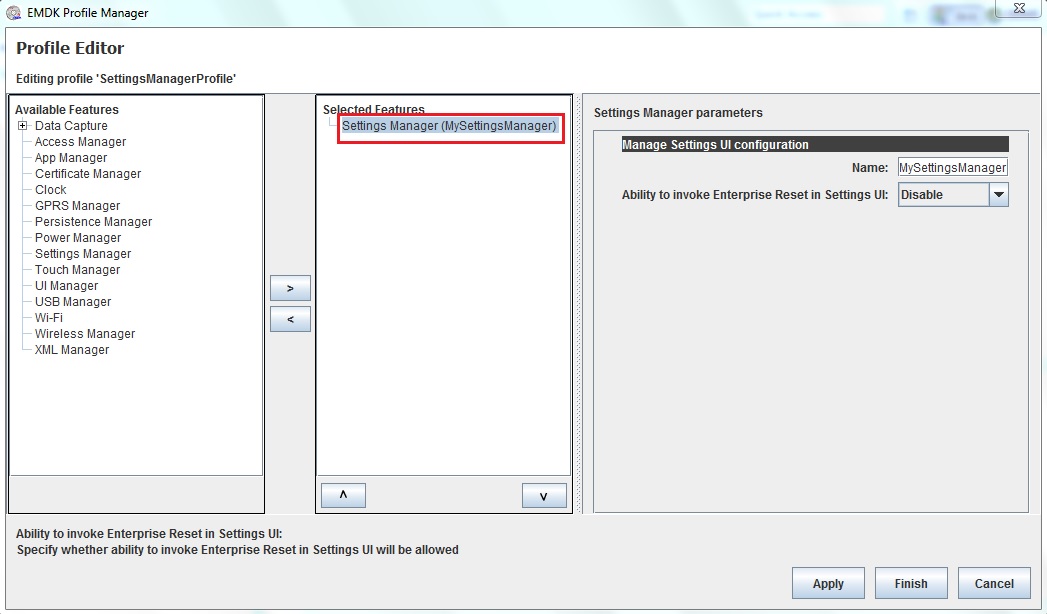 EMDK Profile Manager
Profile Editor
Editing profile 'SettingsManagerProfile'
Available Features
Data Capture
Access Manager
App Manager
Certificate Manager
Clock
GPRS Manager
Persistence Manager
Power Manager
Settings Manager
Touch Manager
UI Manager
USB Manager
Wi-Fi
Wireless Manager
XML Manager
>
<
Selected Features
Settings Manager (MySettingsManager)
^
v
Settings Manager parameters
Manage Settings UI configuration
Name: MySettingsManager
Ability to invoke Enterprise Reset in Settings UI: Disable
Ability to invoke Enterprise Reset in Settings UI:
Specify whether ability to invoke Enterprise Reset in Settings UI will be allowed
Apply Finish Cancel